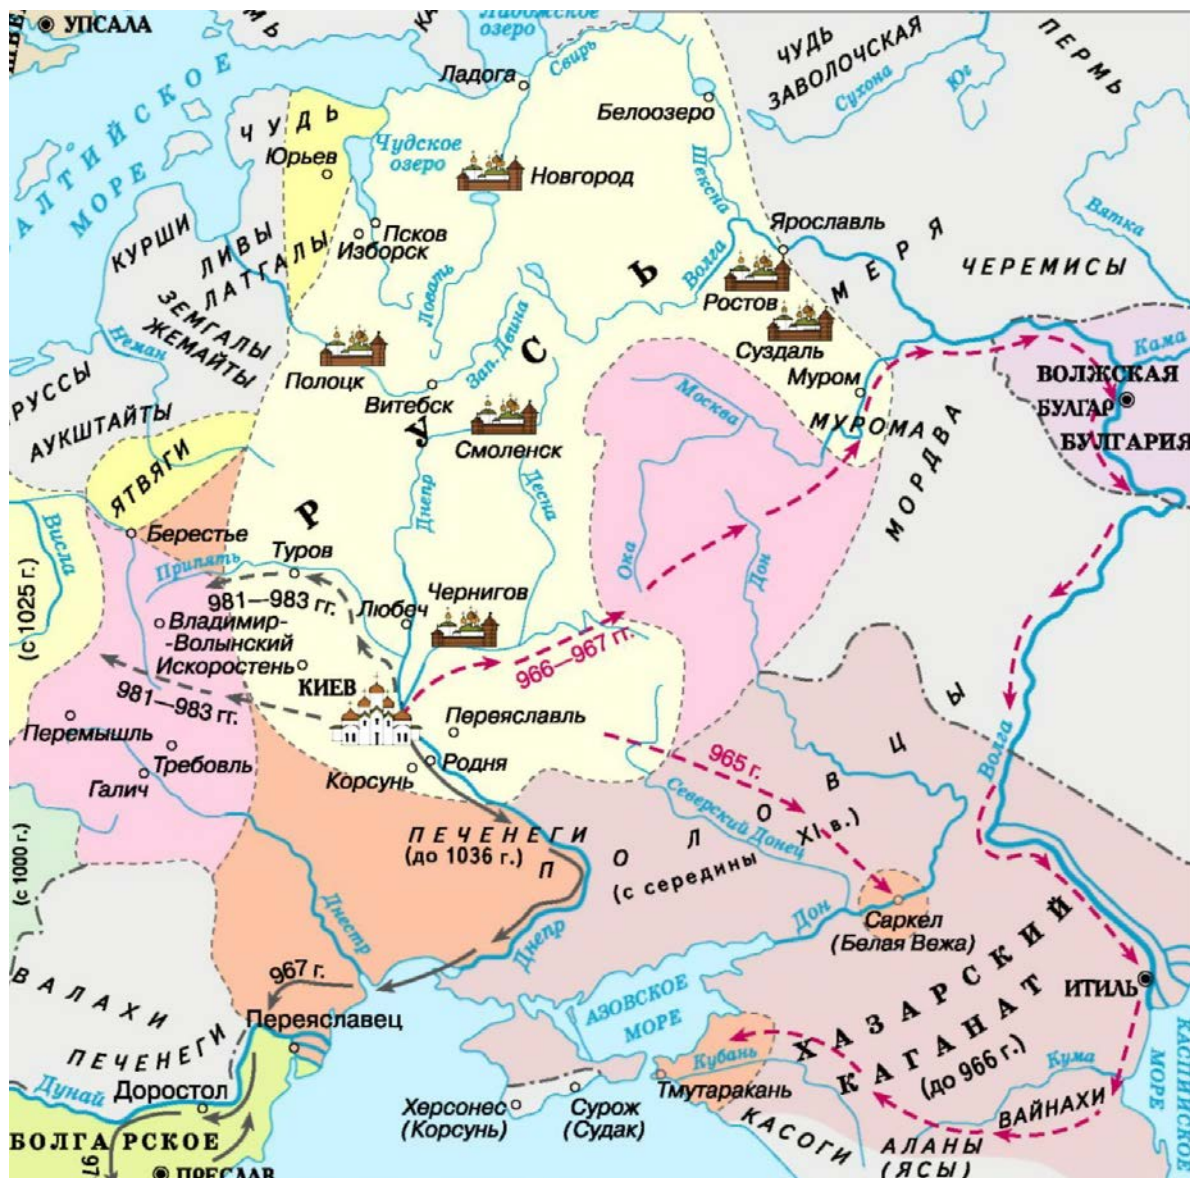 УПСАЛА
Ладожское
озеро
Свирь
ЧУДЬ
ЗАВОЛОЧСКАЯ
ПЕРМЬ
Сухона
Юг
Ладога
Белоозеро
БАЛТИЙСКОЕ
МОРЕ
ЧУДЬ
Юрьев
Чудское
озеро
Новгород
Шексна
Вятка
Псков
Изборск
Ярославль
МЕРЯ
ЧЕРЕМИСЫ
КУРШИ
ЛИВЫ
ЛАТГАЛЫ
ЗЕМГАЛЫ
ЖЕМАЙТЫ
Ловать
Волга
Ростов
Суздаль
Кама
Неман
Полоцк
Зап. Двина
Витебск
РУСЬ
Смоленск
Москва
Муром
МУРОМА
ВОЛЖСКАЯ
БУЛГАР
БУЛГАРИЯ
ПРУССЫ
АУКШТАЙТЫ
ЯТВЯГИ
МОРДВА
Висла
Берестье
Припять
Туров
Днепр
Десна
Ока
Дон
(с 1025 г.)
981—983 гг.
Любеч
Чернигов
Владимир-
-Волынский
Искоростень
КИЕВ
966—967 гг.
981—983 гг.
Перемышль
Требовль
Галич
Переяславль
Родня
Корсунь
965 г.
Северский Донец
Волга
(с 1000 г.)
ПЕЧЕНЕГИ
(до 1036 г.)
ПОЛОВЦЫ
(с середины XI в.)
Днестр
Днепр
Дон
Саркел
(Белая Вежа)
967 г.
Переяславец
ВАЛАХИ
ПЕЧЕНЕГИ
АЗОВСКОЕ
МОРЕ
ХАЗАРСКИЙ
КАГАНАТ
(до 966 г.)
ИТИЛЬ
КАСПИЙСКОЕ
МОРЕ
Дунай
Доростол
Кубань
Тмутаракань
Кума
Херсонес
(Корсунь)
Сурож
(Судак)
КАСОГИ
АЛАНЫ
(ЯСЫ)
ВАЙНАХИ
БОЛГАРСКОЕ
ПРЕСЛАВ